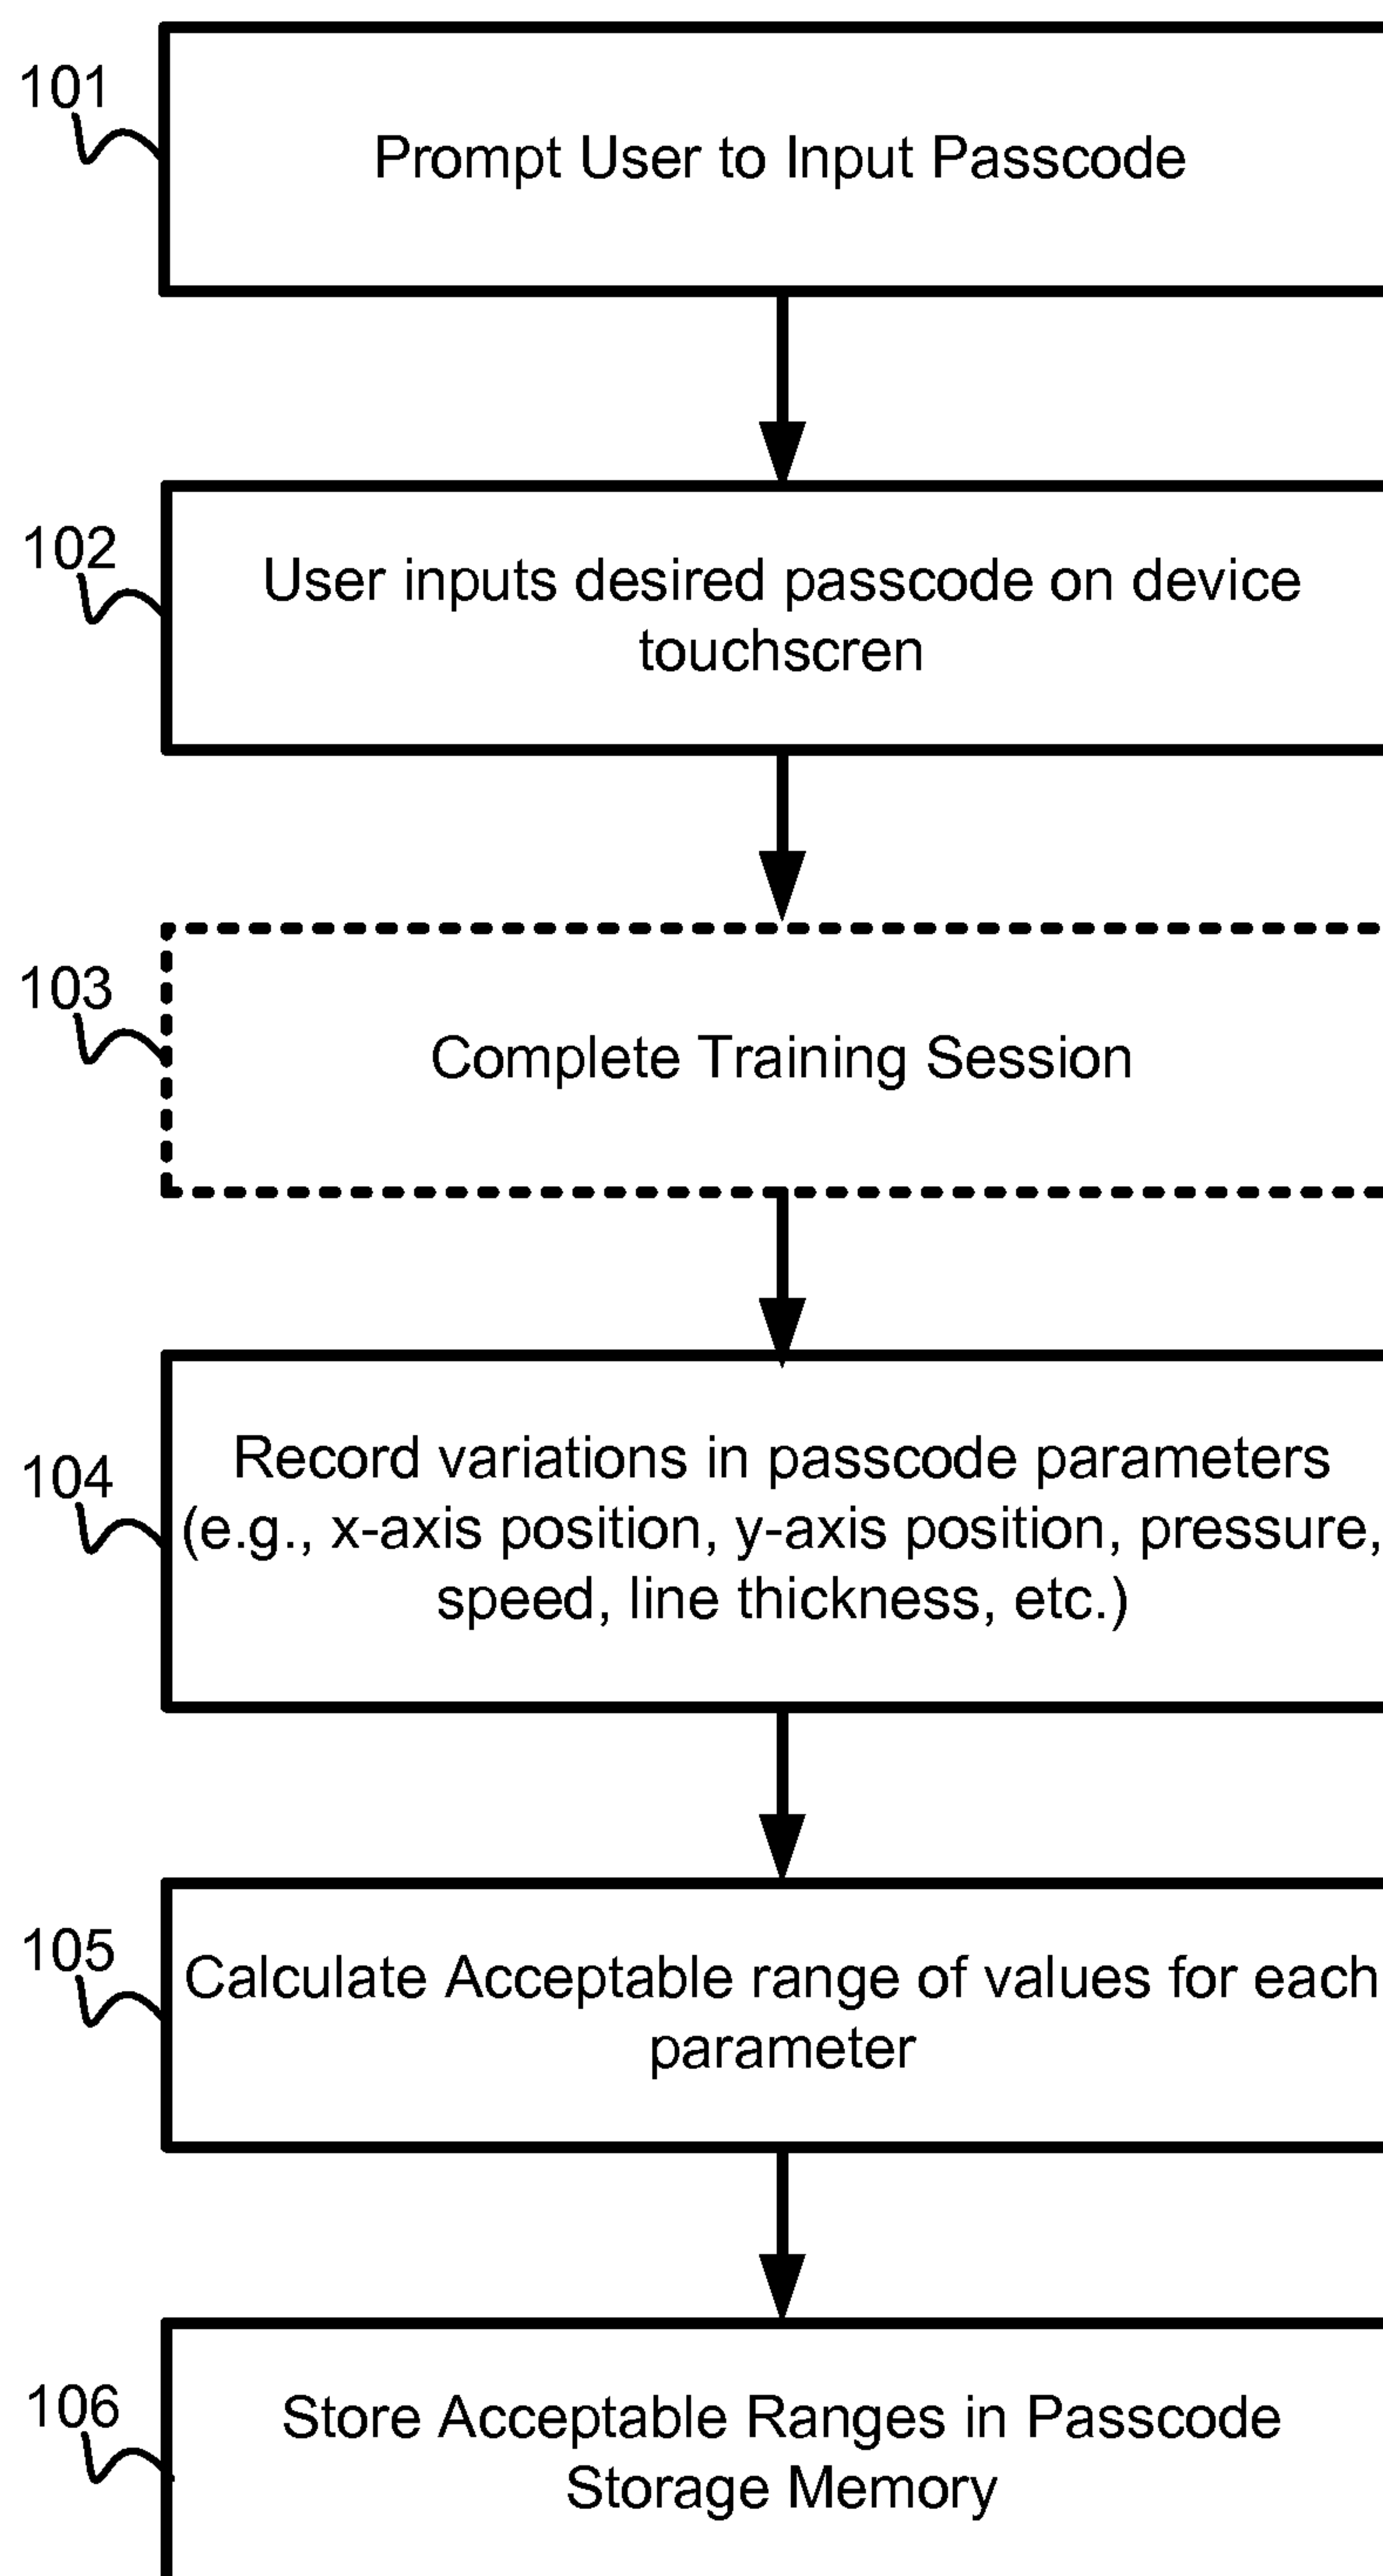 101
Prompt User to Input Passcode
102
User inputs desired passcode on device
touchscren
103
Complete Training Session
104
Record variations in passcode parameters
(e.g., x-axis position, y-axis position, pressure,
speed, line thickness, etc.)
105
Calculate Acceptable range of values for each
parameter
106
Store Acceptable Ranges in Passcode
Storage Memory